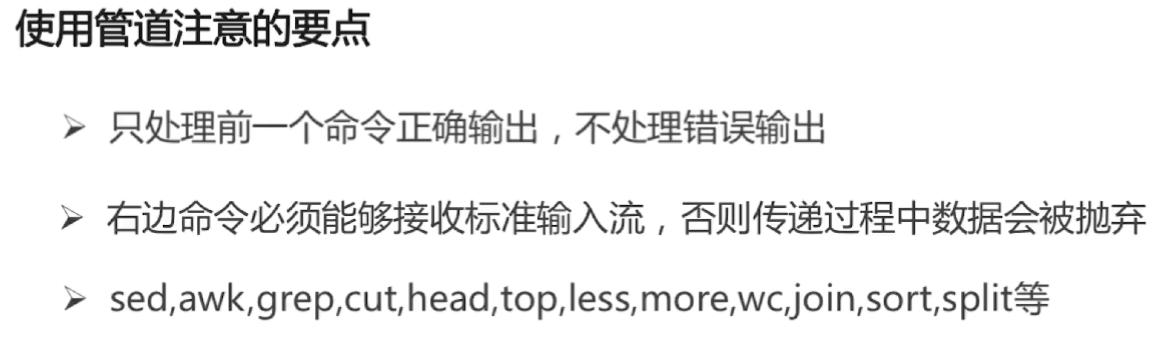 使用管道注意的要点
➢ 只处理前一个命令正确输出，不处理错误输出
➢ 右边命令必须能够接收标准输入流，否则传递过程中数据会被抛弃
➢ sed,awk,grep,cut,head,top,less,more,wc,join,sort,split等